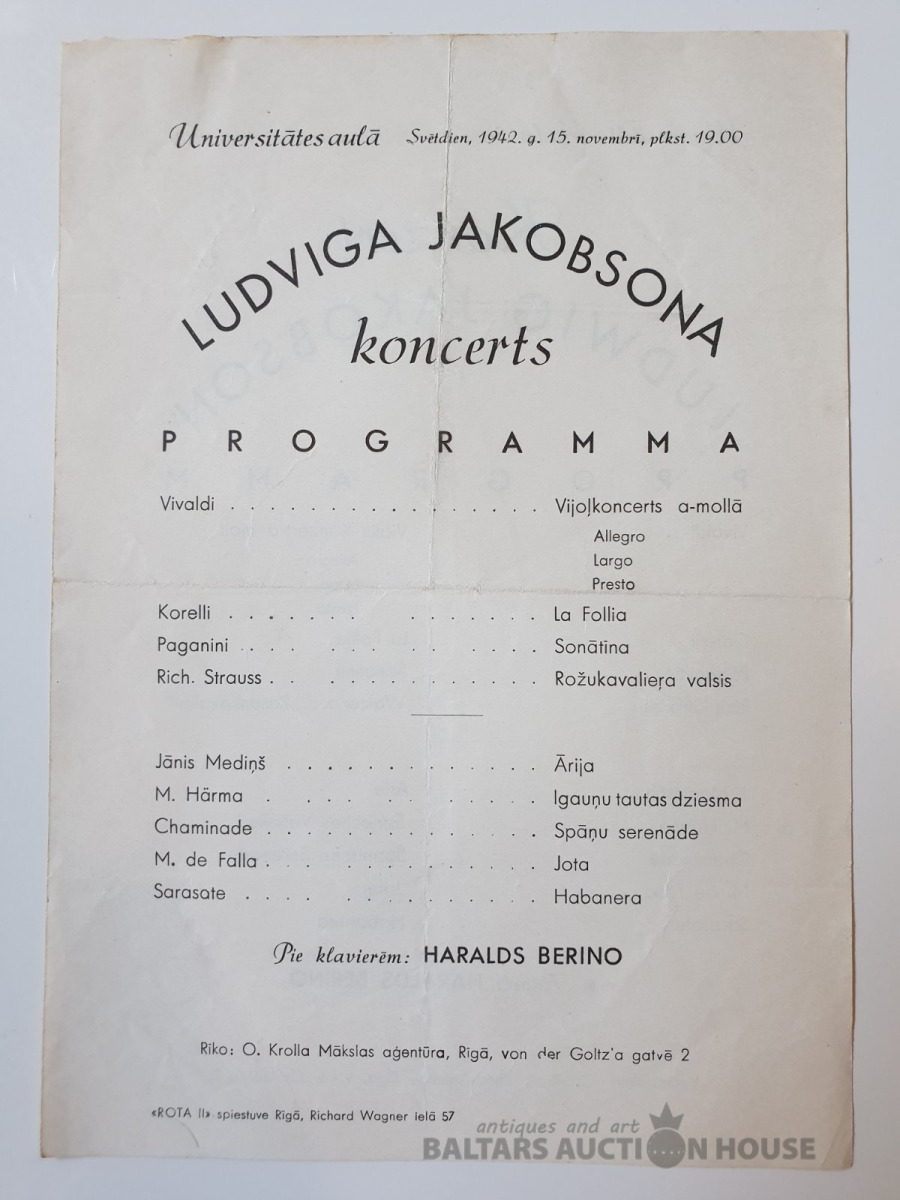 Universitātes aulā Svētdien, 1942. g. 15. novembrī, plkst. 19.00
LUDVIGA JAKOBSONA
koncerts
PROGRAMMA
Vivaldi . . . . . . . . . . . . . . . . Vijoļkoncerts a-mollā
Allegro
Largo
Presto
Korelli . . . . . . . . . . . . . . La Follia
Paganini . . . . . . . . . . . . Sonātina
Rich. Strauss . . . . . . . . . . . . Rožukavalieŗa valsis
Jānis Mediņš . . . . . . . . . . . . . Ārija
M. Härma . . . . . . . . . . . Igauņu tautas dziesma
Chaminade . . . . . . . . . . . . . . Spāņu serenāde
M. de Falla . . . . . . . . . . . . . Jota
Sarasate . . . . . . . . . . . . . Habanera
Pie klavierēm: HARALDS BERINO
Rīko: O. Krolla Mākslas aģentūra, Rīgā, von der Goltz'a gatvē 2
«ROTA II» spiestuve Rīgā, Richard Wagner ielā 57
antiques and art
BALTARS AUCTION HOUSE